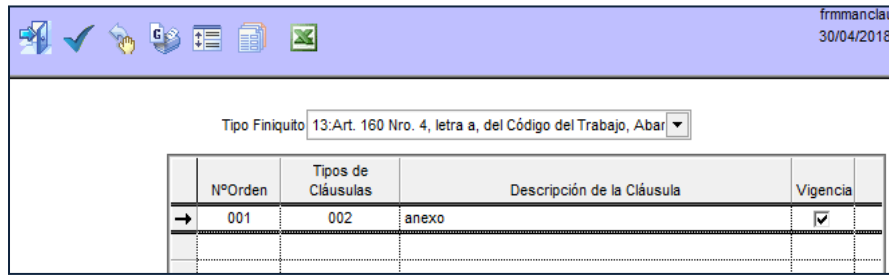 frmmanclau
30/04/2018
Tipo Finiquito 13:Art. 160 Nro. 4, letra a, del Código del Trabajo, Abar
NºOrden Tipos de Cláusulas Descripción de la Cláusula Vigencia
001 002 anexo